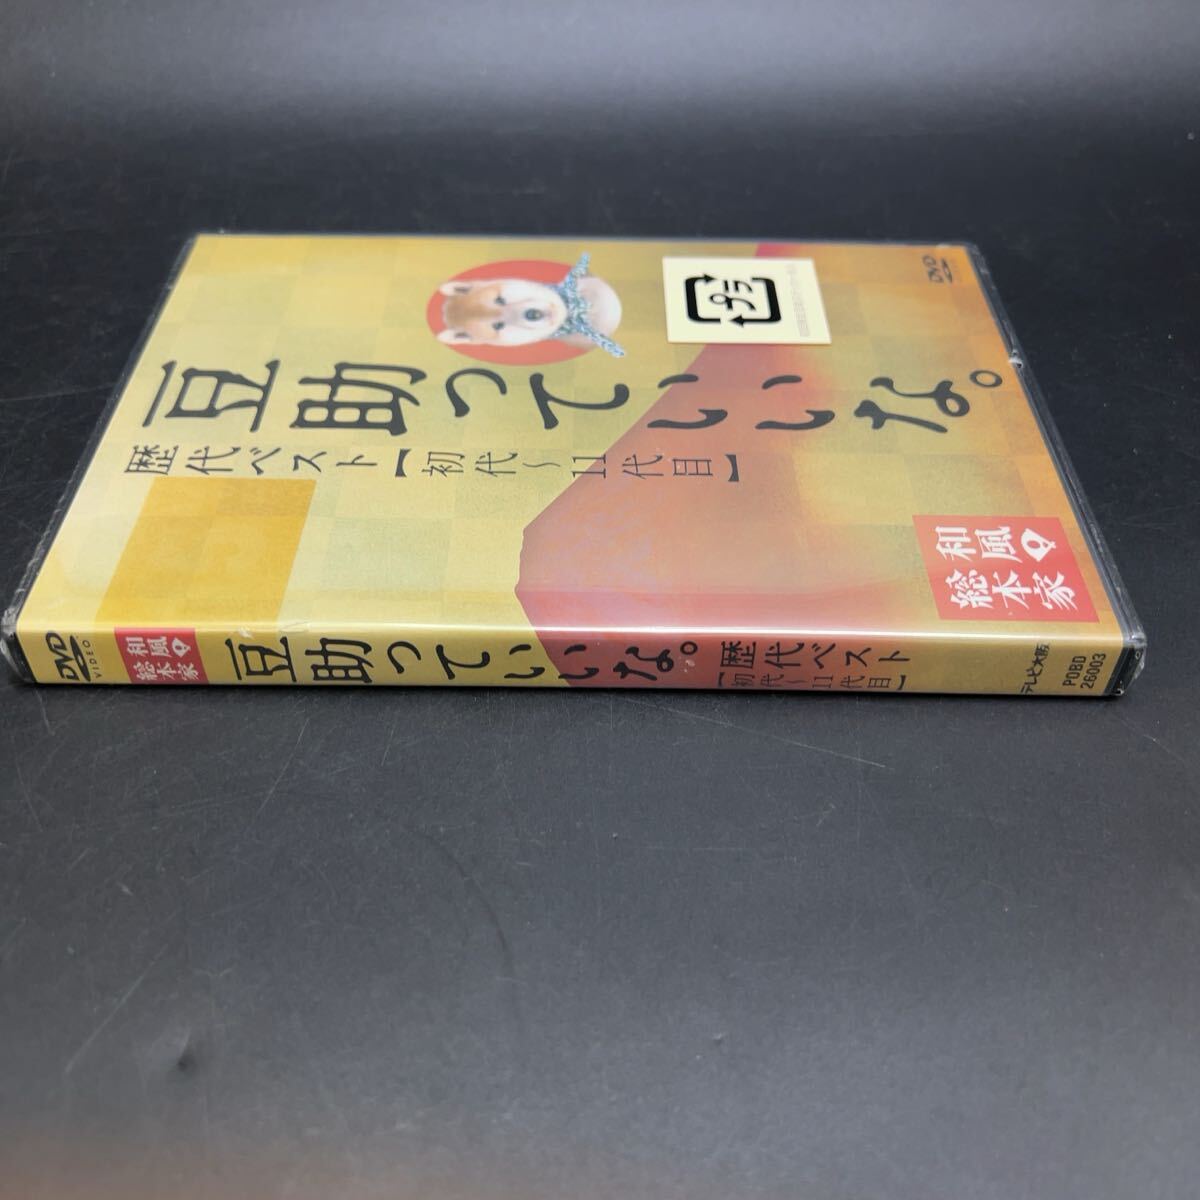 DVD
プラ
豆助っていいな。
歴代ベスト【初代〜11代目】
和風
総本家
DVD
VIDEO
和風
総本家
豆助っていいな。
歴代ベスト
【初代〜11代目】
テレビ大阪
POBD
26003